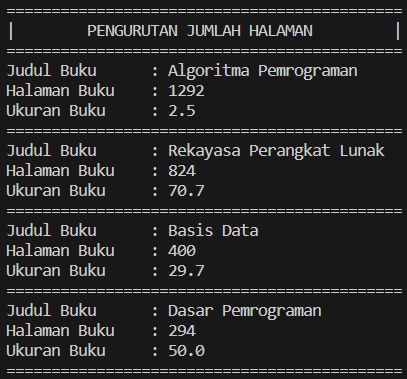 ============================================
|        PENGURUTAN JUMLAH HALAMAN         |
============================================
Judul Buku      : Algoritma Pemrograman
Halaman Buku    : 1292
Ukuran Buku     : 2.5
============================================
Judul Buku      : Rekayasa Perangkat Lunak
Halaman Buku    : 824
Ukuran Buku     : 70.7
============================================
Judul Buku      : Basis Data
Halaman Buku    : 400
Ukuran Buku     : 29.7
============================================
Judul Buku      : Dasar Pemrograman
Halaman Buku    : 294
Ukuran Buku     : 50.0
============================================